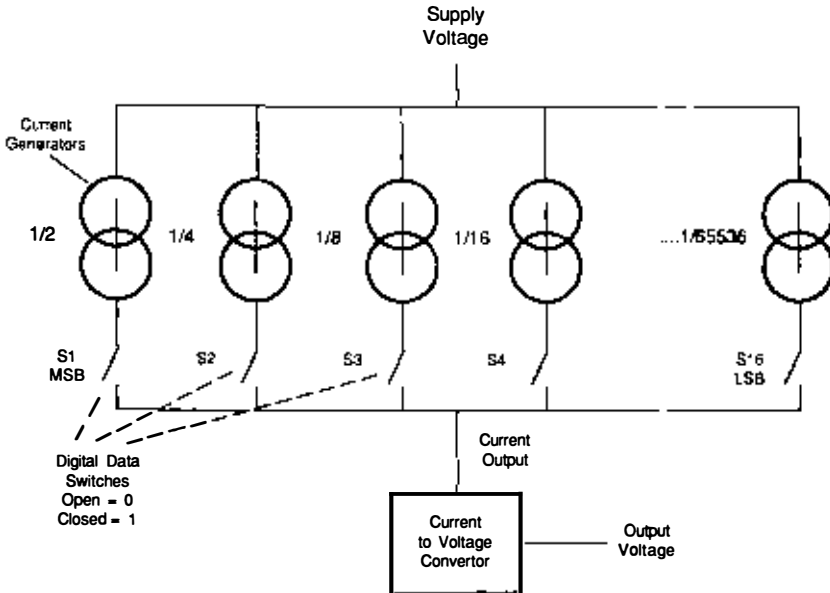 Supply
Voltage
Current
Generators
1/2
1/4
1/8
1/16
....1/65536
S1
MSB
S2
S3
S4
S16
LSB
Digital Data
Switches
Open = 0
Closed = 1
Current
Output
Current
to Voltage
Convertor
Output
Voltage